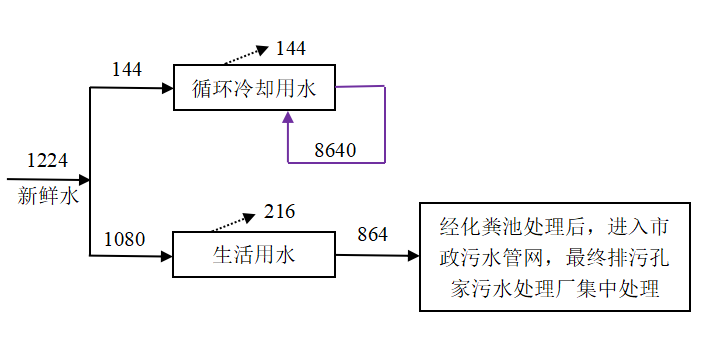 144
144
循环冷却用水
8640
1224
新鲜水
216
1080
生活用水
864
经化粪池处理后，进入市
政污水管网，最终排污孔
家污水处理厂集中处理